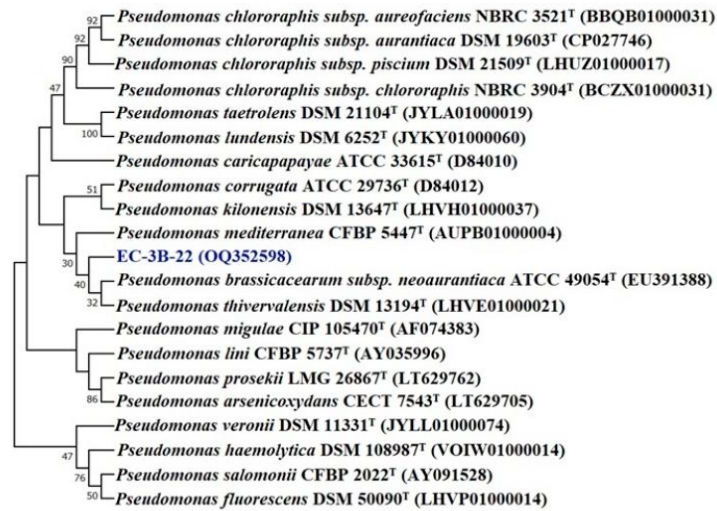 Pseudomonas chlororaphis subsp. aureofaciens NBRC 3521ᵀ (BBQB01000031)
92
Pseudomonas chlororaphis subsp. aurantiaca DSM 19603ᵀ (CP027746)
92
Pseudomonas chlororaphis subsp. piscium DSM 21509ᵀ (LHUZ01000017)
90
Pseudomonas chlororaphis subsp. chlororaphis NBRC 3904ᵀ (BCZX01000031)
47
Pseudomonas taetrolens DSM 21104ᵀ (JYLA01000019)
100
Pseudomonas lundensis DSM 6252ᵀ (JYKY01000060)
Pseudomonas caricapapayae ATCC 33615ᵀ (D84010)
Pseudomonas corrugata ATCC 29736ᵀ (D84012)
51
Pseudomonas kilonensis DSM 13647ᵀ (LHVH01000037)
Pseudomonas mediterranea CFBP 5447ᵀ (AUPB01000004)
30
EC-3B-22 (OQ352598)
40
Pseudomonas brassicacearum subsp. neoaurantiaca ATCC 49054ᵀ (EU391388)
32
Pseudomonas thivervalensis DSM 13194ᵀ (LHVE01000021)
Pseudomonas migulae CIP 105470ᵀ (AF074383)
Pseudomonas lini CFBP 5737ᵀ (AY035996)
Pseudomonas prosekii LMG 26867ᵀ (LT629762)
86
Pseudomonas arsenicoxydans CECT 7543ᵀ (LT629705)
Pseudomonas veronii DSM 11331ᵀ (JYLL01000074)
47
Pseudomonas haemolytica DSM 108987ᵀ (VOIW01000014)
76
Pseudomonas salomonii CFBP 2022ᵀ (AY091528)
50
Pseudomonas fluorescens DSM 50090ᵀ (LHVP01000014)